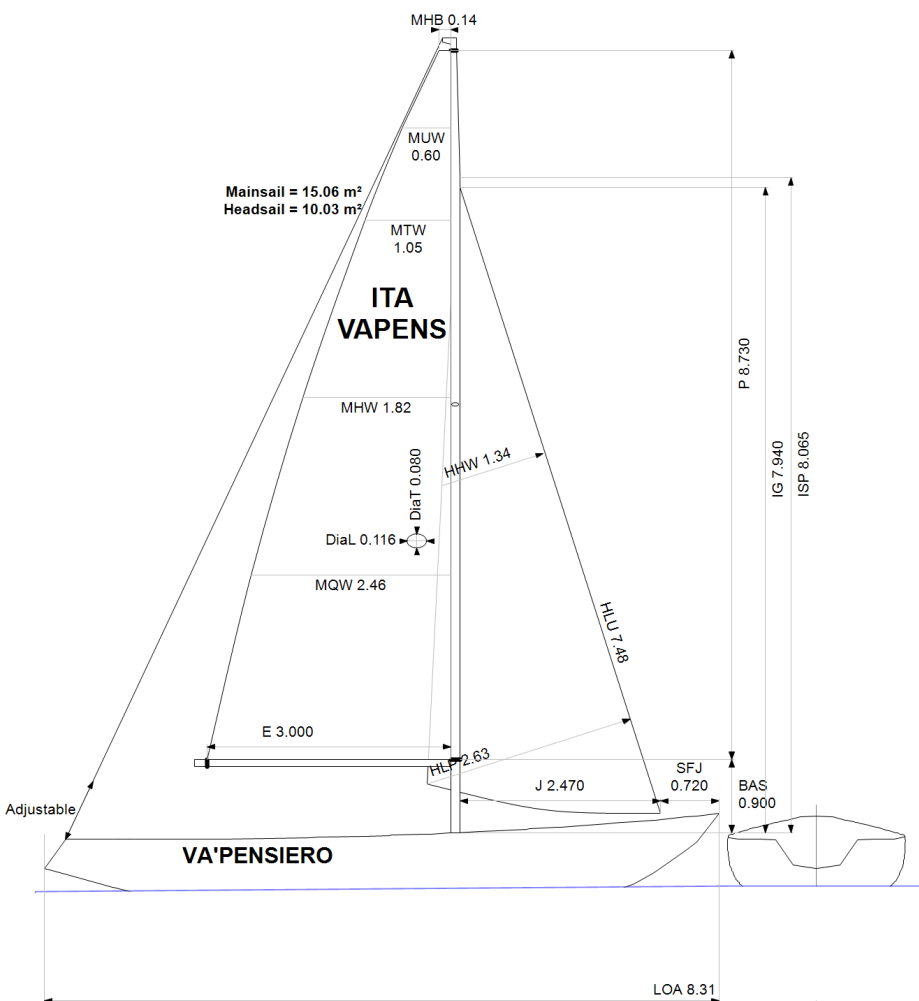 MHB 0.14
MUW
0.60
Mainsail = 15.06 m²
Headsail = 10.03 m²
MTW
1.05
ITA
VAPENS
P 8.730
MHW 1.82
IG 7.940
ISP 8.065
HHW 1.34
DiaT 0.080
DiaL 0.116
MQW 2.46
HLU 7.48
E 3.000
HLP 2.63
J 2.470
SFJ
0.720
BAS
0.900
Adjustable
VA'PENSIERO
LOA 8.31